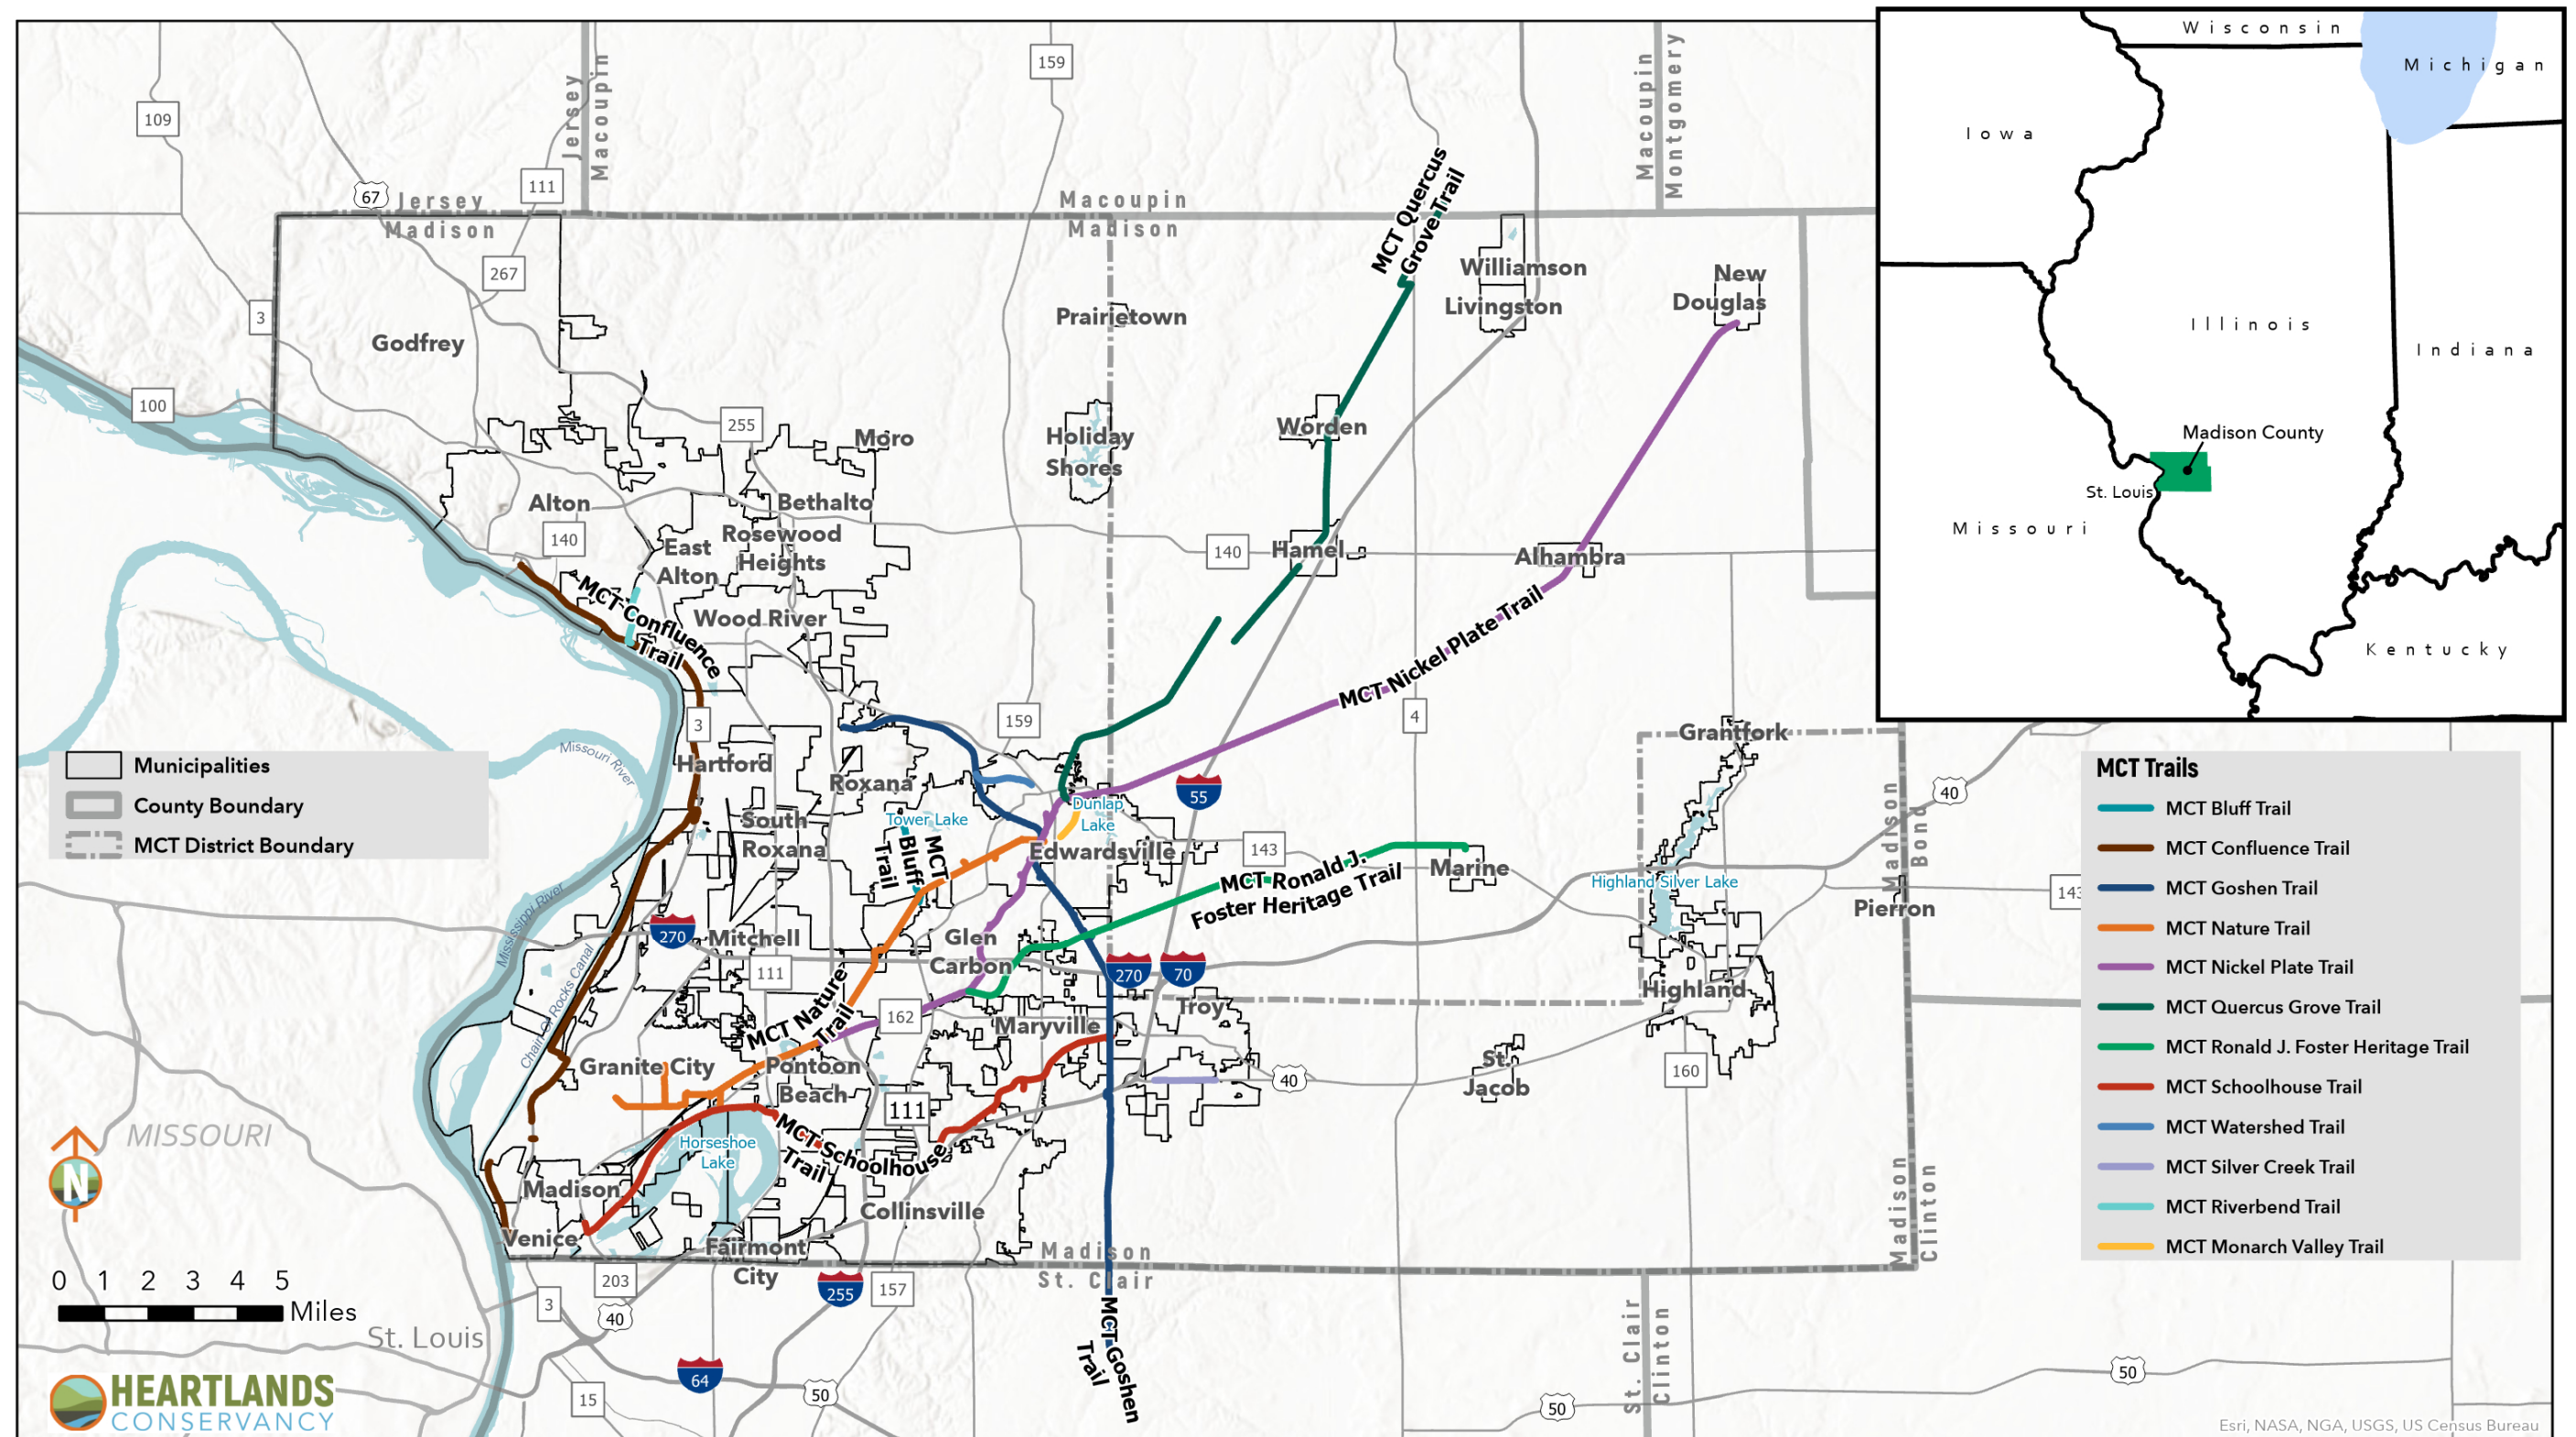 Wisconsin
Michigan
Iowa
Illinois
Indiana
Madison County
St. Louis
Missouri
Kentucky
159
109
111
67
Jersey
Macoupin
Macoupin
Montgomery
Jersey
Madison
Macoupin
Madison
MCT Quercus
Grove Trail
267
3
Godfrey
Prairietown
Williamson
Livingston
New
Douglas
100
255
Moro
Holiday
Shores
Worden
Alton
Bethalto
140
East
Alton
Rosewood
Heights
140
Hamel
Alhambra
MCT Confluence
Trail
Wood River
MCT Nickel Plate Trail
3
159
4
Grantfork
Missouri River
Hartford
Roxana
55
40
Dunlap
Lake
Tower Lake
South
Roxana
MCT
Bluff
Trail
Edwardsville
143
MCT Ronald J.
Foster Heritage Trail
Marine
Highland Silver Lake
Madison
Bond
Pierron
143
Mississippi River
270
Mitchell
111
Glen
Carbon
270
70
Chain Of Rocks Canal
MCT Nature
Trail
162
Maryville
Troy
Highland
Granite City
Pontoon
Beach
111
40
St.
Jacob
160
MISSOURI
Horseshoe
Lake
MCT Schoolhouse
Trail
Madison
Venice
Collinsville
Fairmont
City
Madison
St. Clair
Madison
Clinton
203
3
40
255
157
MCT Goshen
Trail
St. Clair
Clinton
St. Louis
64
15
50
50
50
Municipalities
County Boundary
MCT District Boundary
MCT Trails
MCT Bluff Trail
MCT Confluence Trail
MCT Goshen Trail
MCT Nature Trail
MCT Nickel Plate Trail
MCT Quercus Grove Trail
MCT Ronald J. Foster Heritage Trail
MCT Schoolhouse Trail
MCT Watershed Trail
MCT Silver Creek Trail
MCT Riverbend Trail
MCT Monarch Valley Trail
N
0 1 2 3 4 5
Miles
HEARTLANDS
CONSERVANCY
Esri, NASA, NGA, USGS, US Census Bureau